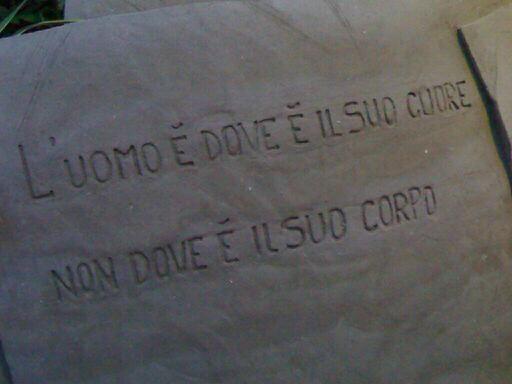 L'UOMO È DOVE È IL SUO CUORE
NON DOVE È IL SUO CORPO